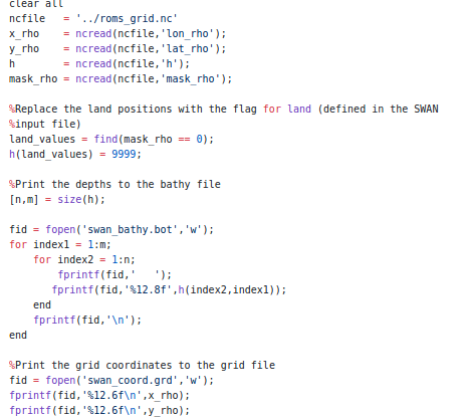 clear all
ncfile   = '../roms_grid.nc'
x_rho    = ncread(ncfile,'lon_rho');
y_rho    = ncread(ncfile,'lat_rho');
h        = ncread(ncfile,'h');
mask_rho = ncread(ncfile,'mask_rho');

%Replace the land positions with the flag for land (defined in the SWAN
%input file)
land_values = find(mask_rho == 0);
h(land_values) = 9999;

%Print the depths to the bathy file
[n,m] = size(h);

fid = fopen('swan_bathy.bot','w');
for index1 = 1:m;
    for index2 = 1:n;
        fprintf(fid,'   ');
       fprintf(fid,'%12.8f',h(index2,index1));
    end
    fprintf(fid,'\n');
end

%Print the grid coordinates to the grid file
fid = fopen('swan_coord.grd','w');
fprintf(fid,'%12.6f\n',x_rho);
fprintf(fid,'%12.6f\n',y_rho);